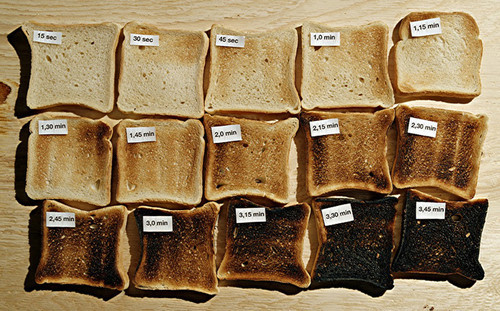 15 sec
30 sec
45 sec
1,0 min
1,15 min
1,30 min
1,45 min
2,0 min
2,15 min
2,30 min
2,45 min
3,0 min
3,15 min
3,30 min
3,45 min